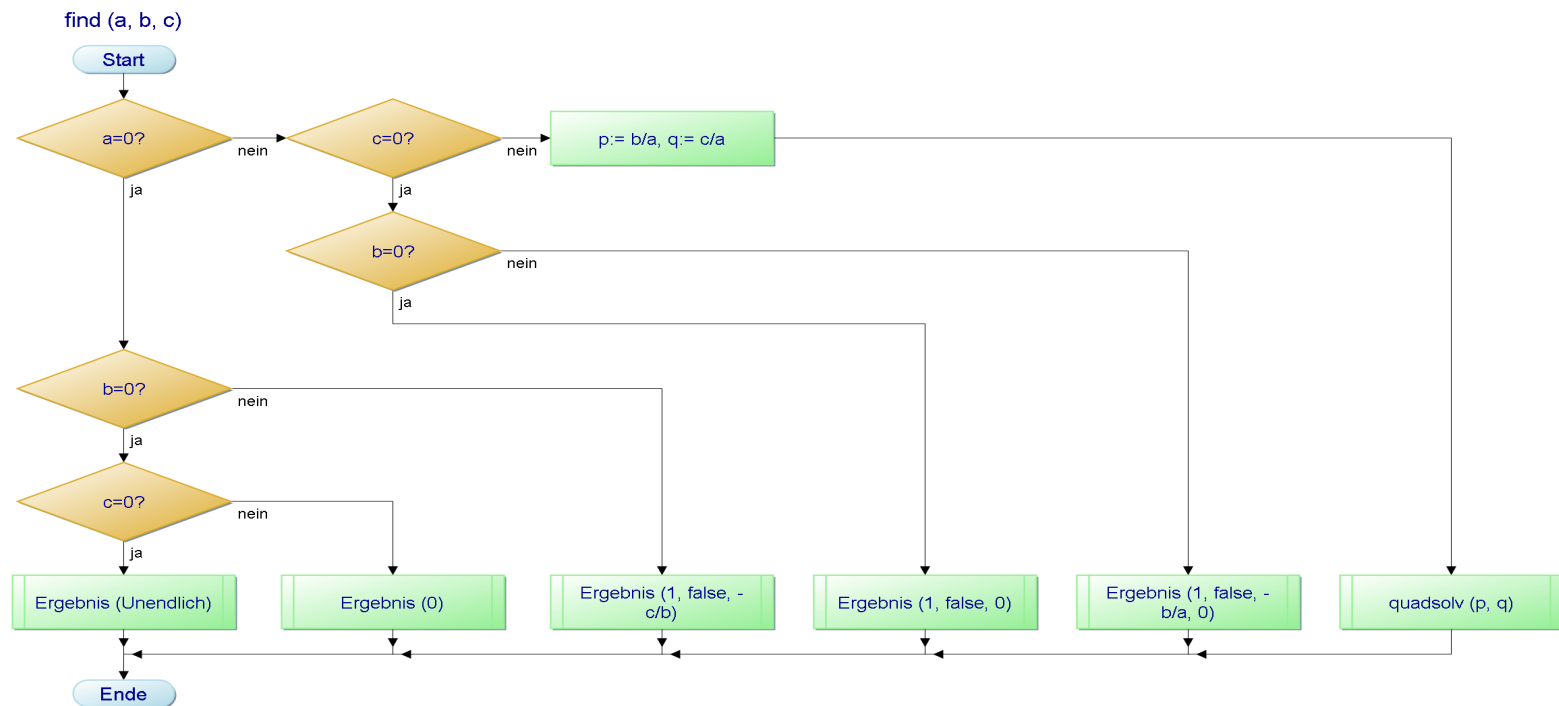 find (a, b, c)
Start
a=0?
nein
c=0?
nein
p:= b/a, q:= c/a
ja
ja
b=0?
nein
ja
b=0?
nein
ja
c=0?
nein
ja
Ergebnis (Unendlich)
Ergebnis (0)
Ergebnis (1, false, -
c/b)
Ergebnis (1, false, 0)
Ergebnis (1, false, -
b/a, 0)
quadsolv (p, q)
Ende